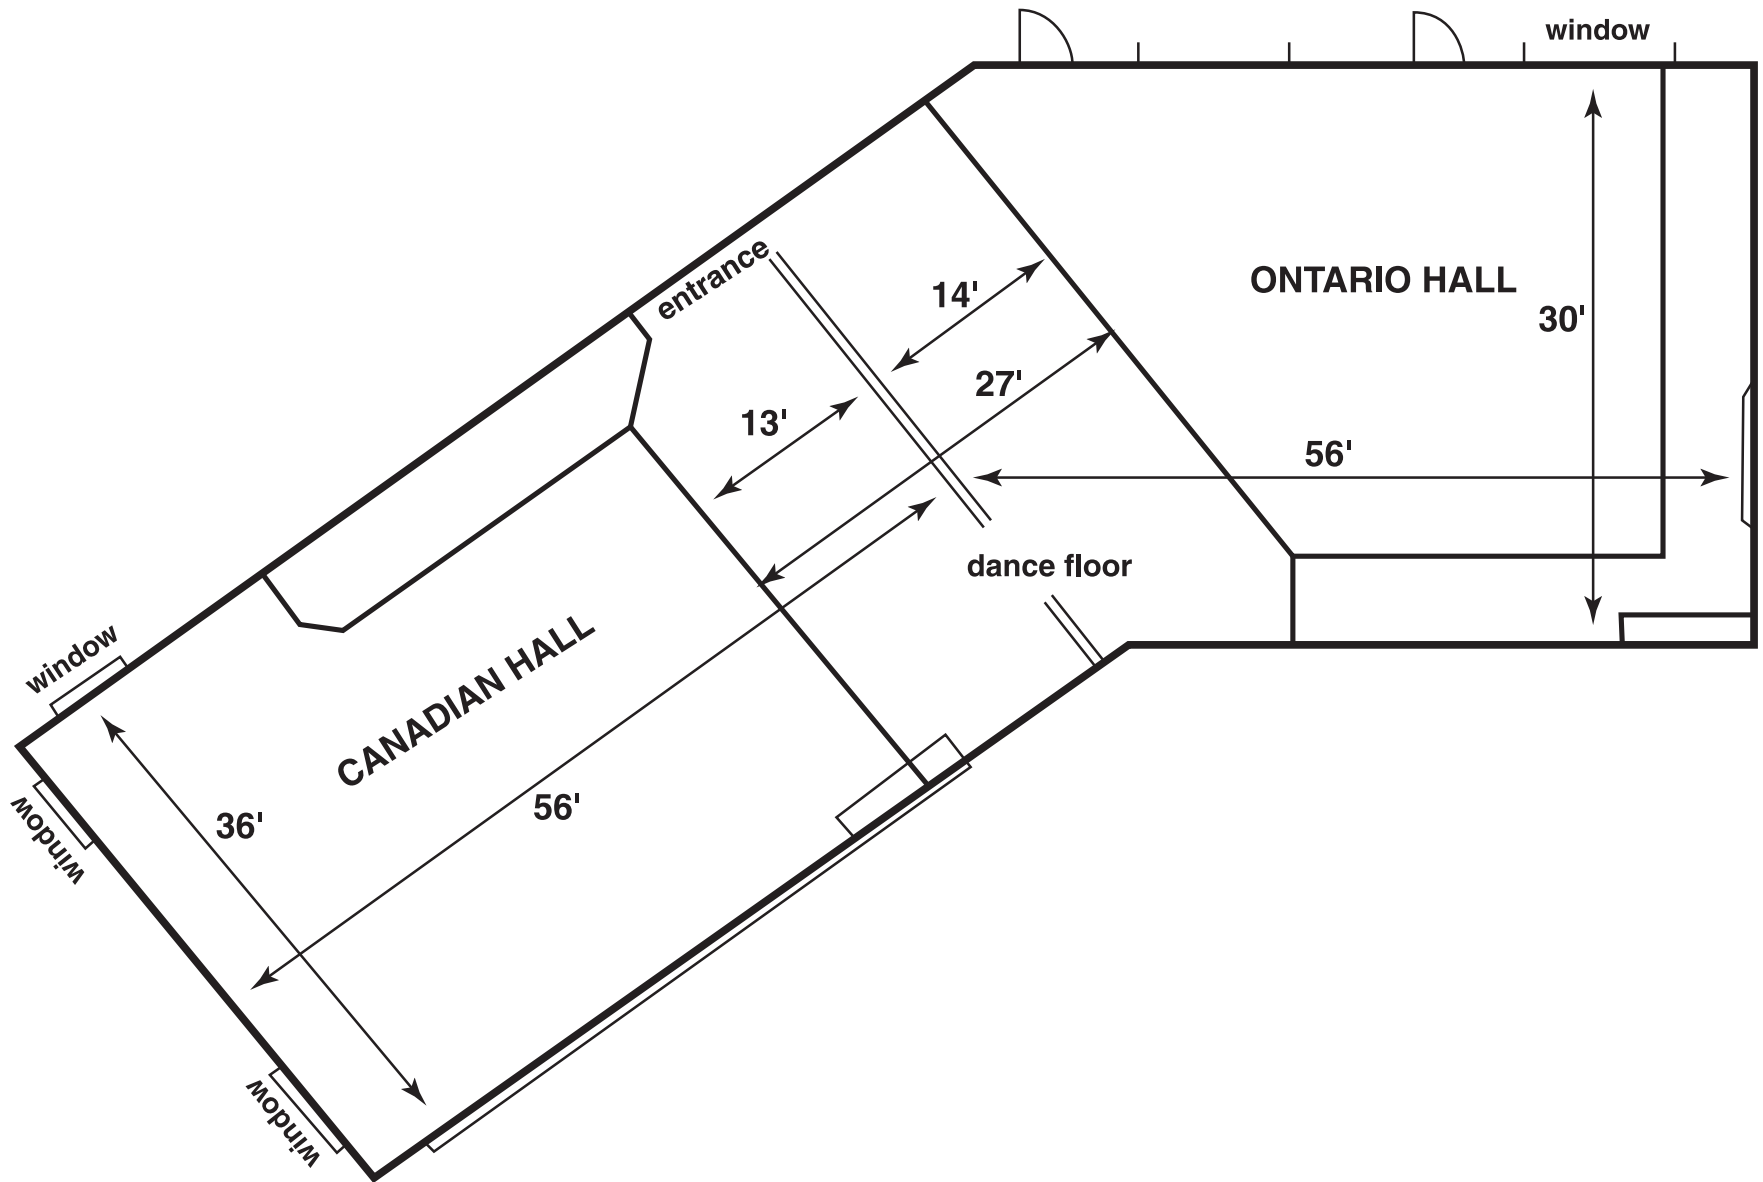 window
entrance
14'
ONTARIO HALL
30'
27'
13'
56'
dance floor
window
CANADIAN HALL
56'
36'
window
window